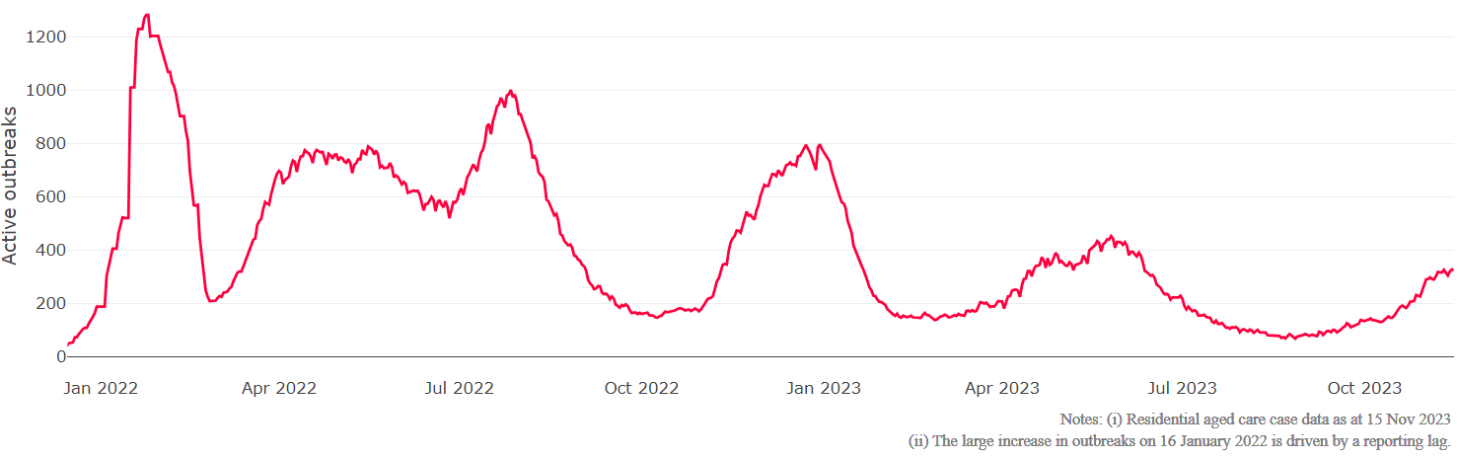 Active outbreaks
1200
1000
800
600
400
200
0
Jan 2022 Apr 2022 Jul 2022 Oct 2022 Jan 2023 Apr 2023 Jul 2023 Oct 2023
Notes: (i) Residential aged care case data as at 15 Nov 2023
(ii) The large increase in outbreaks on 16 January 2022 is driven by a reporting lag.